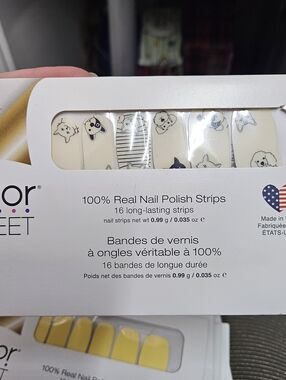 or®
EET
100% Real Nail Polish Strips
16 long-lasting strips
nail strips net wt 0.99 g / 0.035 oz ℮
Bandes de vernis
à ongles véritable à 100%
16 bandes de longue durée
Poids net des bandes de vernis 0.99 g / 0.035 oz ℮
Made in
Fabriquée
ÉTATS-U
or®
100% Real Nail Po